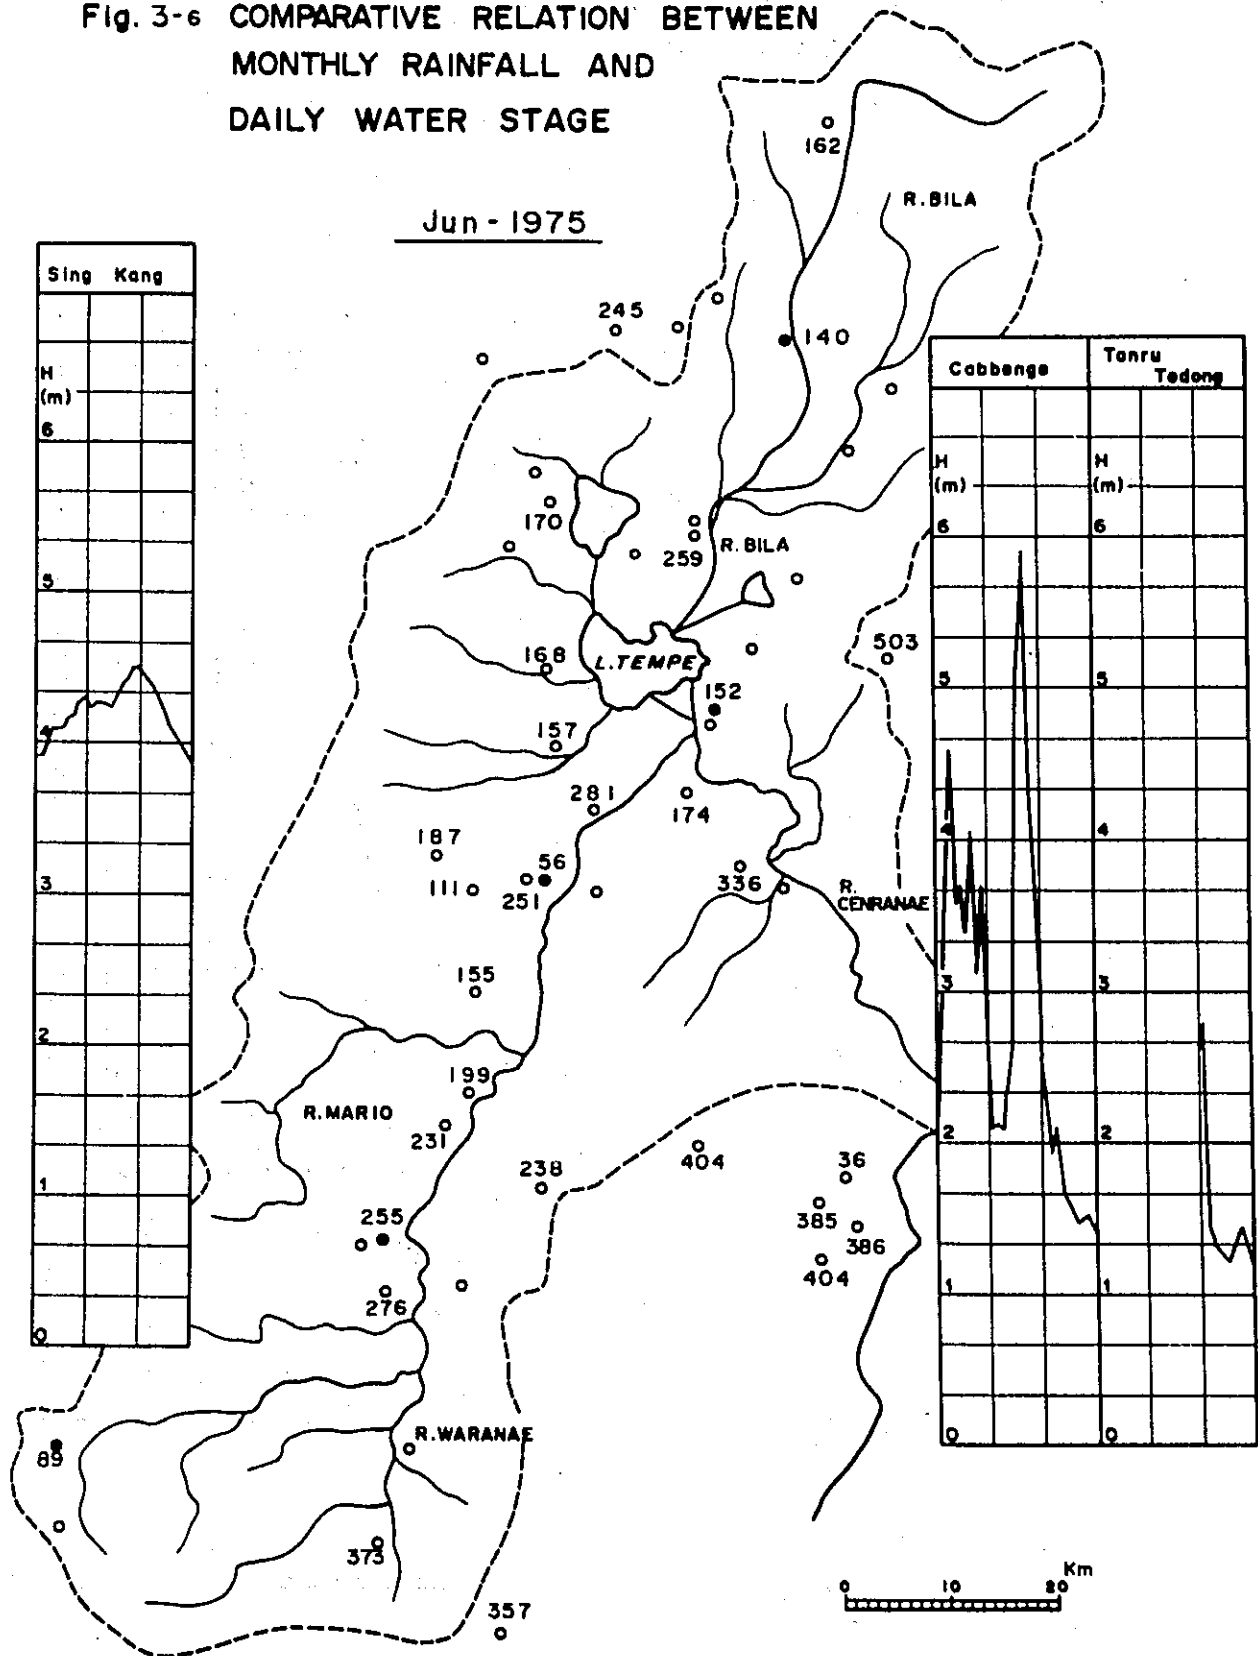 Fig. 3-6 COMPARATIVE RELATION BETWEEN
MONTHLY RAINFALL AND
DAILY WATER STAGE
Jun - 1975
162
R. BILA
Sing Kang
H
(m)
6
5
4
3
2
1
0
245
140
Cabbenge
Tanru
Tedong
H
(m)
6
5
4
3
2
1
0
H
(m)
6
5
4
3
2
1
0
170
259
R. BILA
503
168
L. TEMPE
152
157
281
174
187
56
111
251
336
R.
CENRANAE
155
199
R. MARIO
231
404
36
238
385
255
386
404
276
R. WARANAE
89
373
357
Km
0 10 20